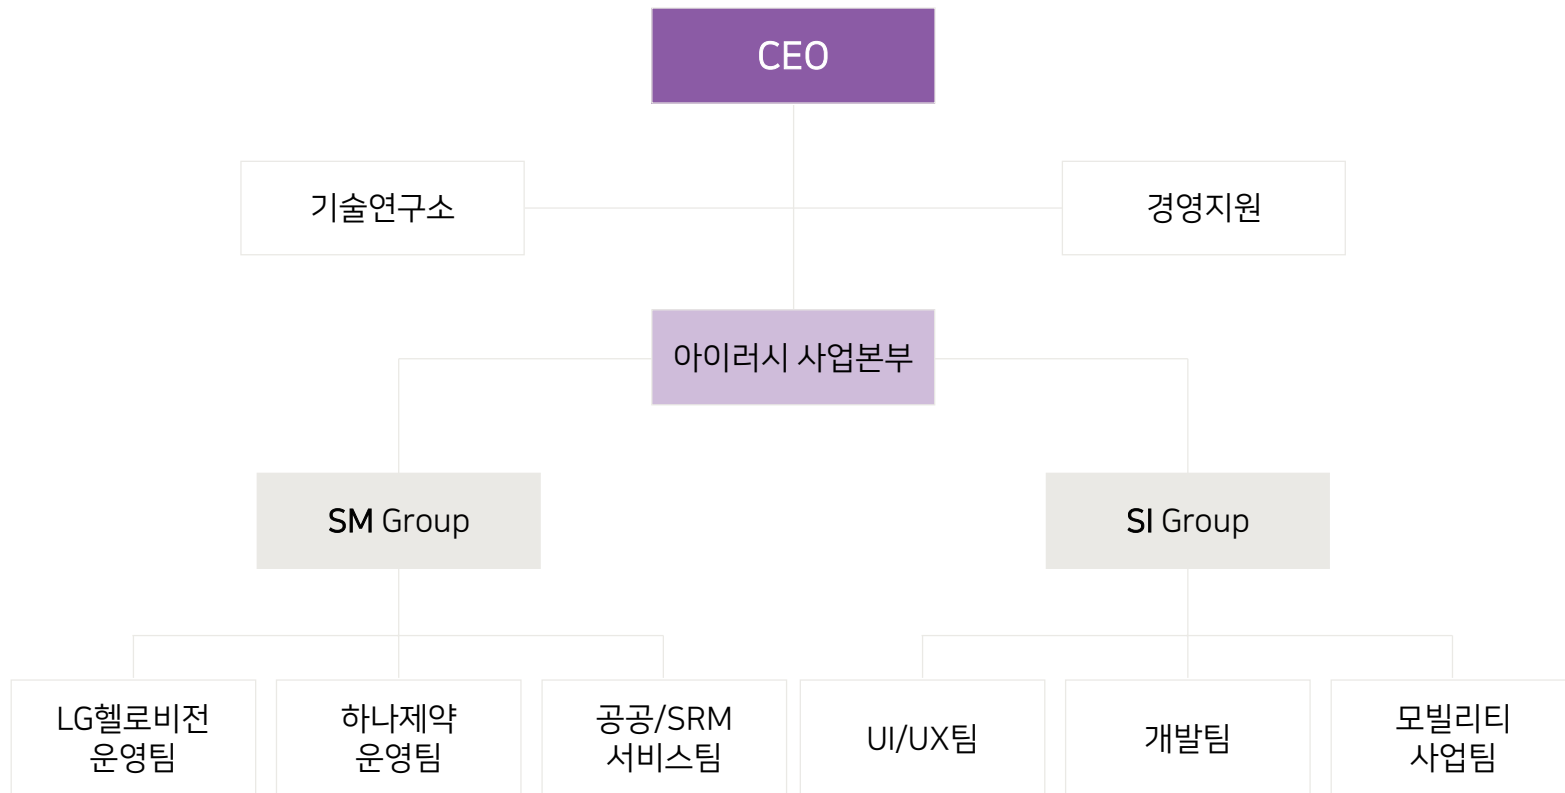 CEO
기술연구소
경영지원
아이러시 사업본부
SM Group
SI Group
LG헬로비전
운영팀
하나제약
운영팀
공공/SRM
서비스팀
UI/UX팀
개발팀
모빌리티
사업팀